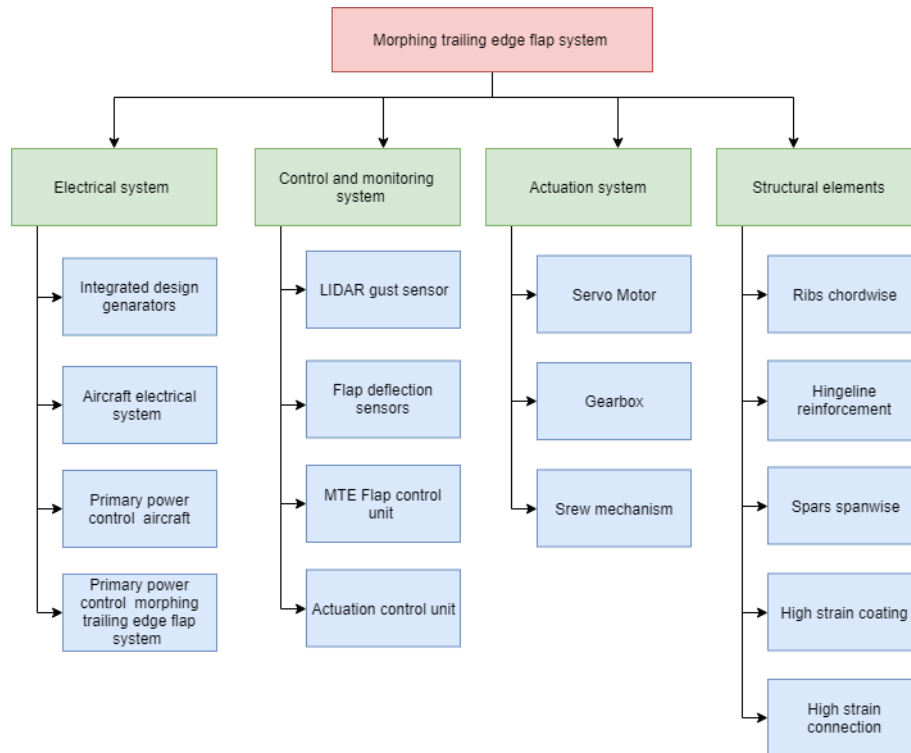 Morphing trailing edge flap system
Electrical system
Control and monitoring
system
Actuation system
Structural elements
Integrated design
genarators
Aircraft electrical
system
Primary power
control aircraft
Primary power
control morphing
trailing edge flap
system
LIDAR gust sensor
Flap deflection
sensors
MTE Flap control
unit
Actuation control unit
Servo Motor
Gearbox
Srew mechanism
Ribs chordwise
Hingeline
reinforcement
Spars spanwise
High strain coating
High strain
connection